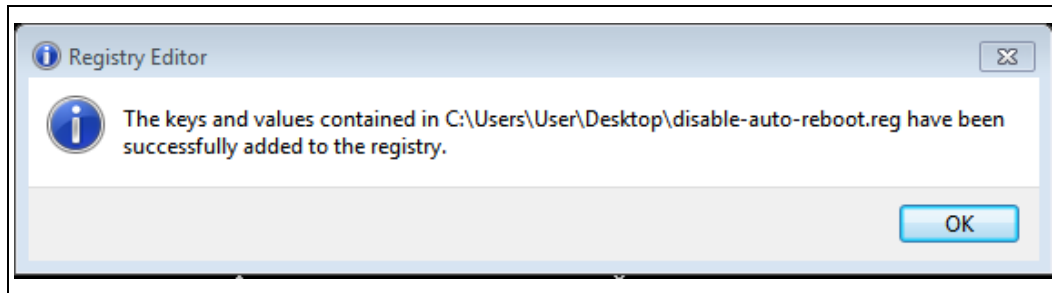 Registry Editor
The keys and values contained in C:\Users\User\Desktop\disable-auto-reboot.reg have been
successfully added to the registry.
OK